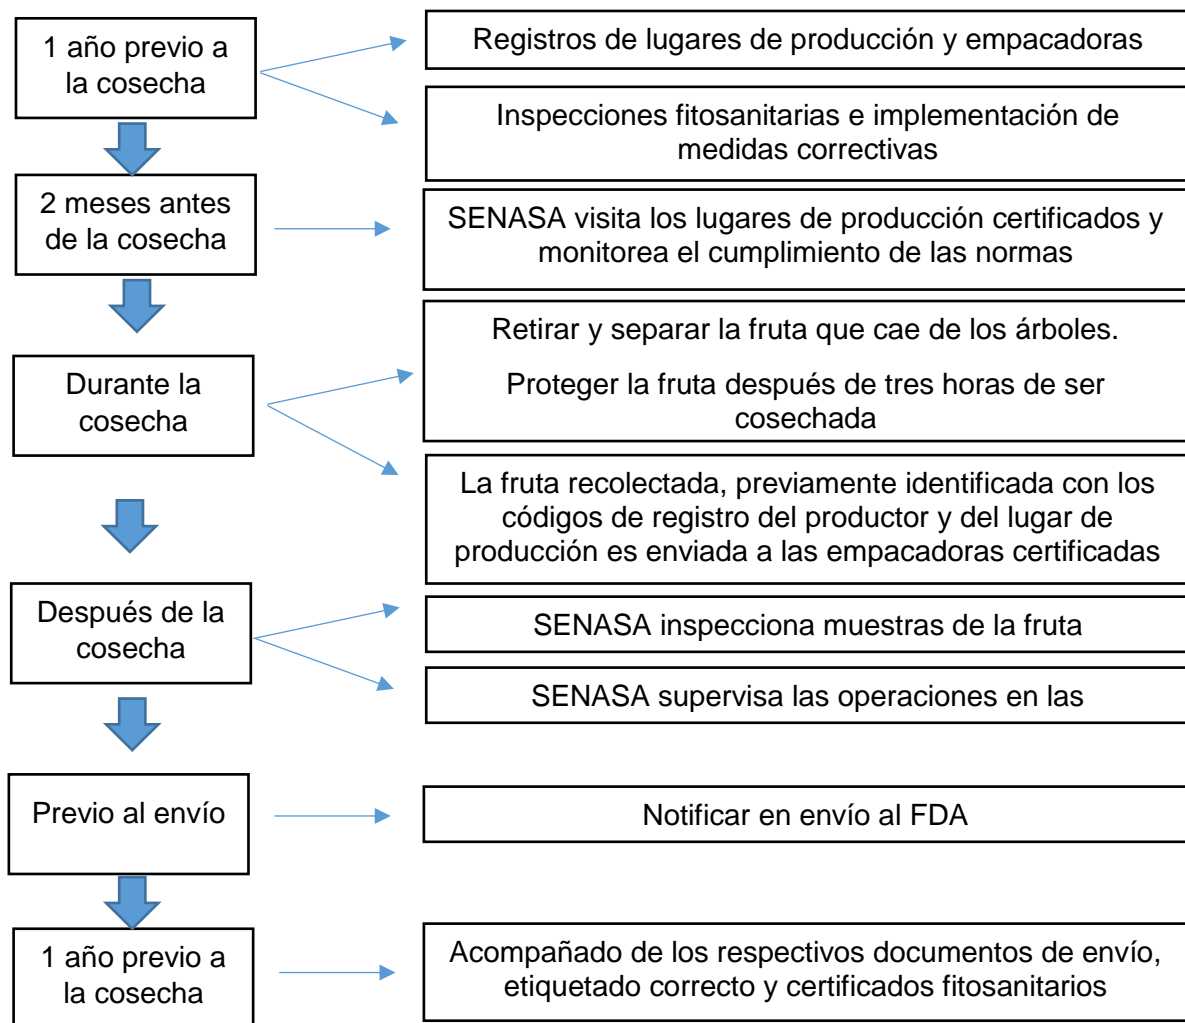 1 año previo a
la cosecha
Registros de lugares de producción y empacadoras
Inspecciones fitosanitarias e implementación de
medidas correctivas
2 meses antes
de la cosecha
SENASA visita los lugares de producción certificados y
monitorea el cumplimiento de las normas
Durante la
cosecha
Retirar y separar la fruta que cae de los árboles.
Proteger la fruta después de tres horas de ser
cosechada
La fruta recolectada, previamente identificada con los
códigos de registro del productor y del lugar de
producción es enviada a las empacadoras certificadas
Después de la
cosecha
SENASA inspecciona muestras de la fruta
SENASA supervisa las operaciones en las
Previo al envío
Notificar en envío al FDA
1 año previo a
la cosecha
Acompañado de los respectivos documentos de envío,
etiquetado correcto y certificados fitosanitarios